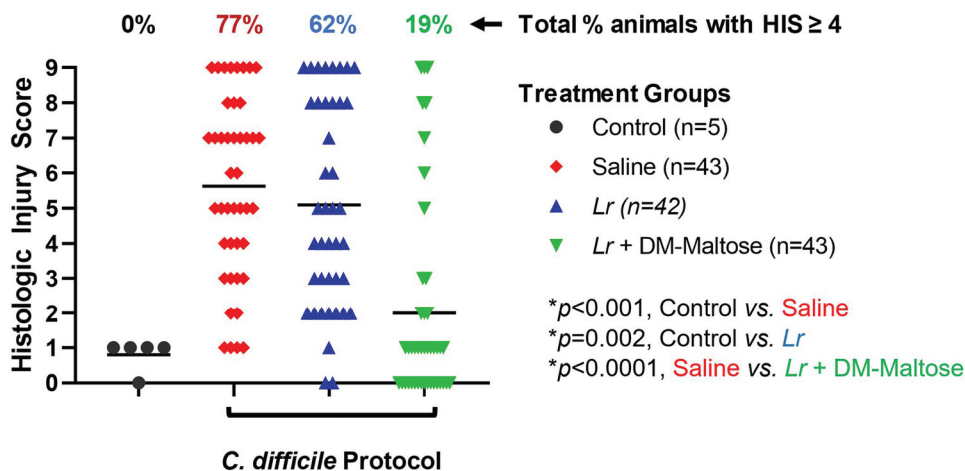 0% 77% 62% 19% Total % animals with HIS ≥ 4
Histologic Injury Score
9
8
7
6
5
4
3
2
1
0
Treatment Groups
Control (n=5)
Saline (n=43)
Lr (n=42)
Lr + DM-Maltose (n=43)
*p<0.001, Control vs. Saline
*p=0.002, Control vs. Lr
*p<0.0001, Saline vs. Lr + DM-Maltose
C. difficile Protocol